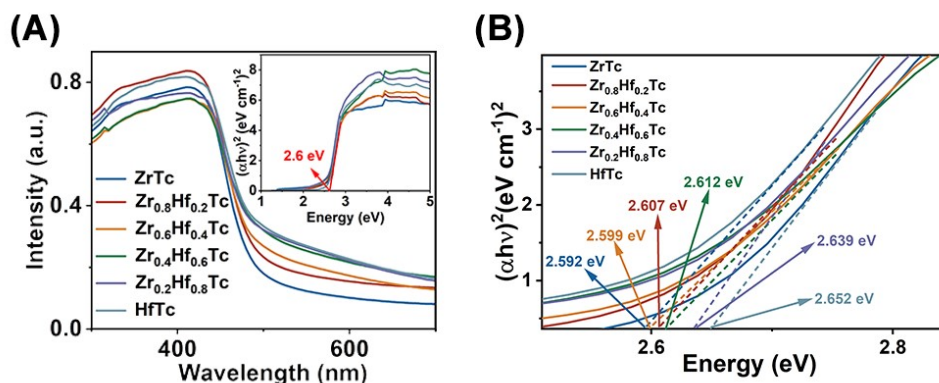 (A)
Intensity (a.u.)
0.8
0.4
0.0
400
600
Wavelength (nm)
ZrTc
Zr0.8Hf0.2Tc
Zr0.6Hf0.4Tc
Zr0.4Hf0.6Tc
Zr0.2Hf0.8Tc
HfTc
(αhν)2 (eV cm-1)2
8
6
4
2
0
1
2
3
4
5
Energy (eV)
2.6 eV
(B)
(αhν)2(eV cm-1)2
3
2
1
2.6
2.8
Energy (eV)
ZrTc
Zr0.8Hf0.2Tc
Zr0.6Hf0.4Tc
Zr0.4Hf0.6Tc
Zr0.2Hf0.8Tc
HfTc
2.612 eV
2.607 eV
2.599 eV
2.592 eV
2.639 eV
2.652 eV